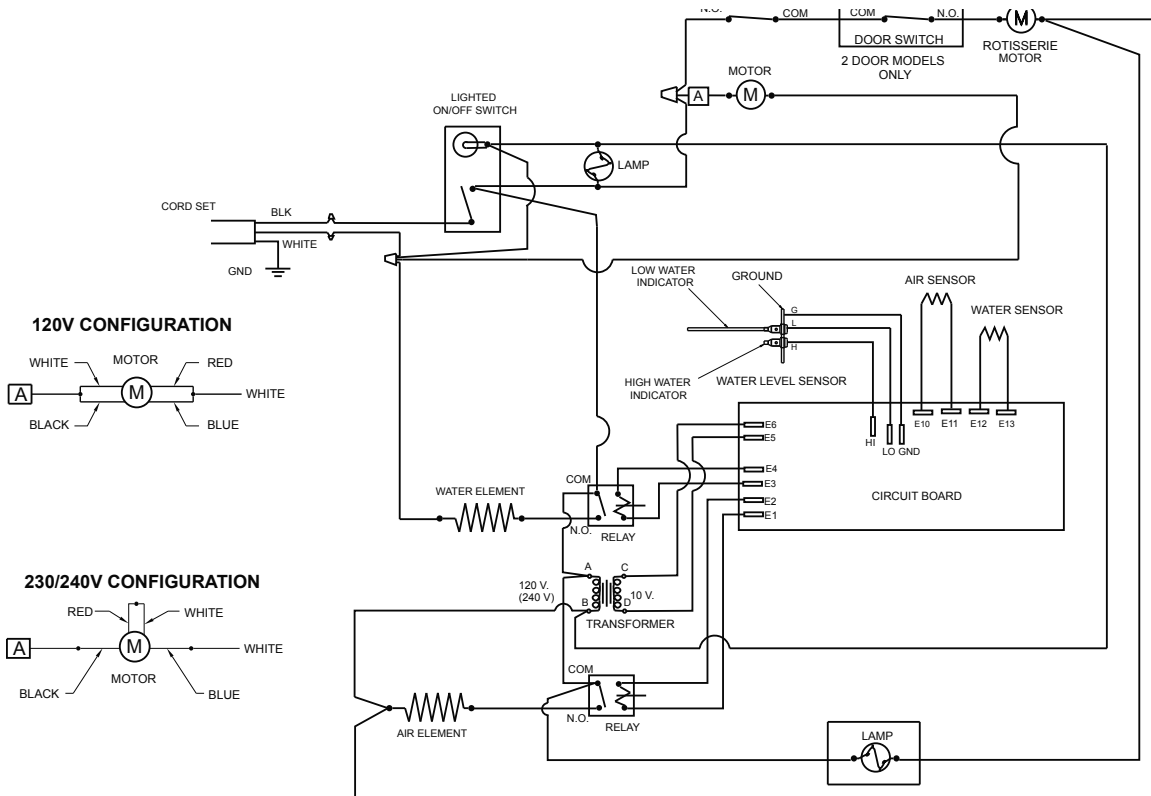 N.O.
COM
COM
N.O.
M
DOOR SWITCH
2 DOOR MODELS
ONLY
ROTISSERIE
MOTOR
MOTOR
A
M
LIGHTED
ON/OFF SWITCH
LAMP
CORD SET
BLK
WHITE
GND
LOW WATER
INDICATOR
GROUND
AIR SENSOR
WATER SENSOR
G
L
H
HIGH WATER
INDICATOR
WATER LEVEL SENSOR
120V CONFIGURATION
WHITE
MOTOR
RED
A
M
WHITE
BLACK
BLUE
E6
E5
E4
E3
E2
E1
HI
LO GND
E10
E11
E12
E13
CIRCUIT BOARD
WATER ELEMENT
COM
N.O.
RELAY
230/240V CONFIGURATION
RED
WHITE
A
M
WHITE
BLACK
MOTOR
BLUE
120 V.
(240 V)
A
C
B
D
10 V.
TRANSFORMER
COM
N.O.
RELAY
AIR ELEMENT
LAMP